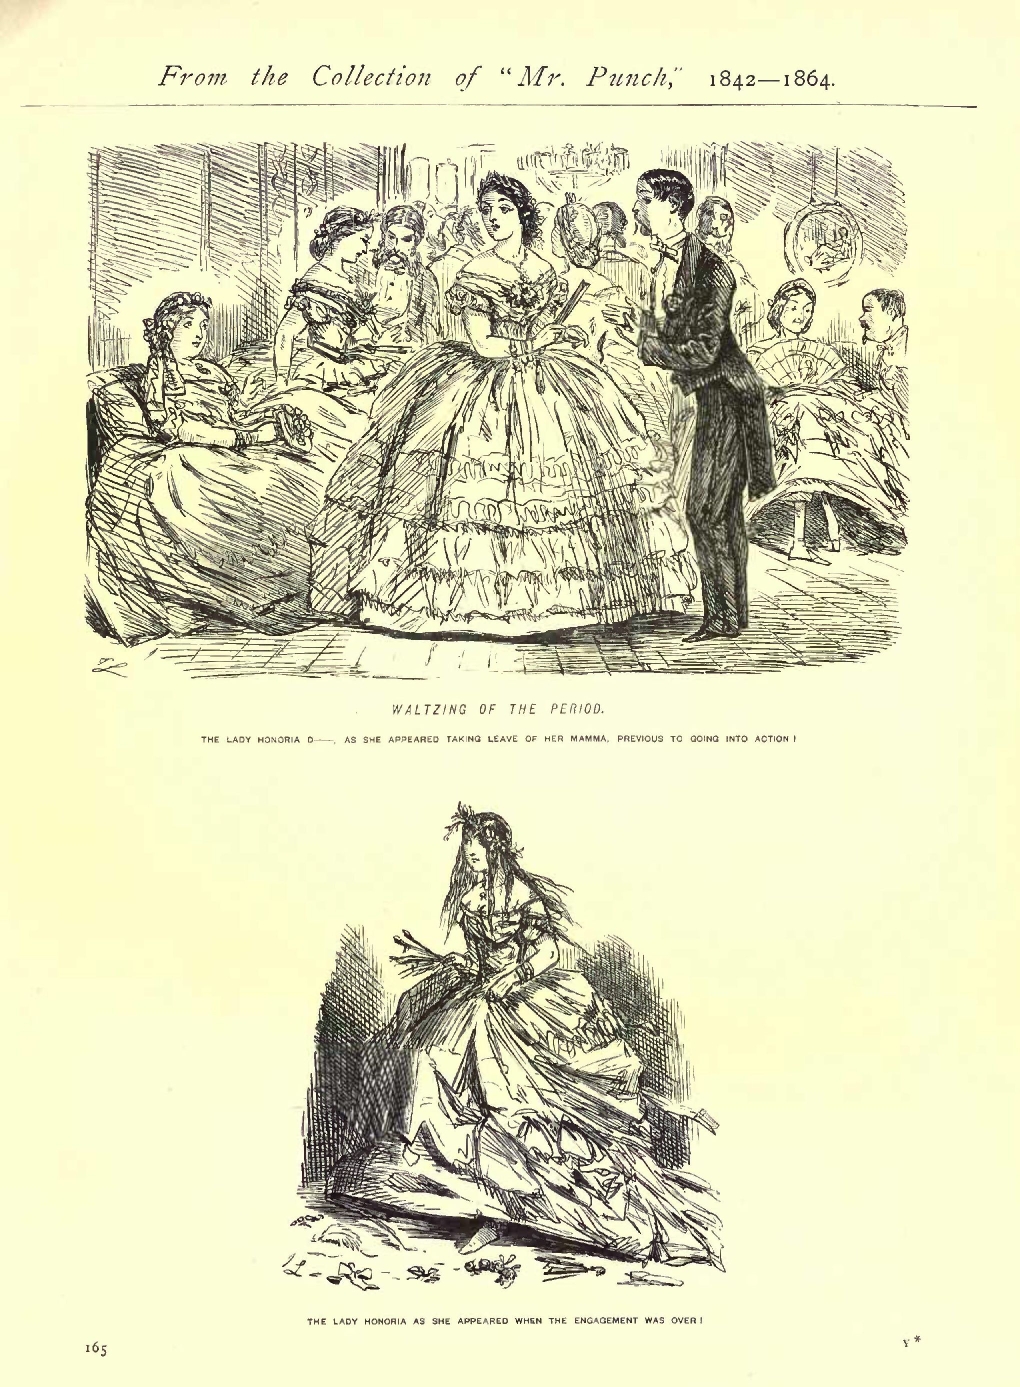 From the Collection of “Mr. Punch,” 1842—1864.
WALTZING OF THE PERIOD.
THE LADY HONORIA D——, AS SHE APPEARED TAKING LEAVE OF HER MAMMA, PREVIOUS TO GOING INTO ACTION!
THE LADY HONORIA AS SHE APPEARED WHEN THE ENGAGEMENT WAS OVER!
165
Y*